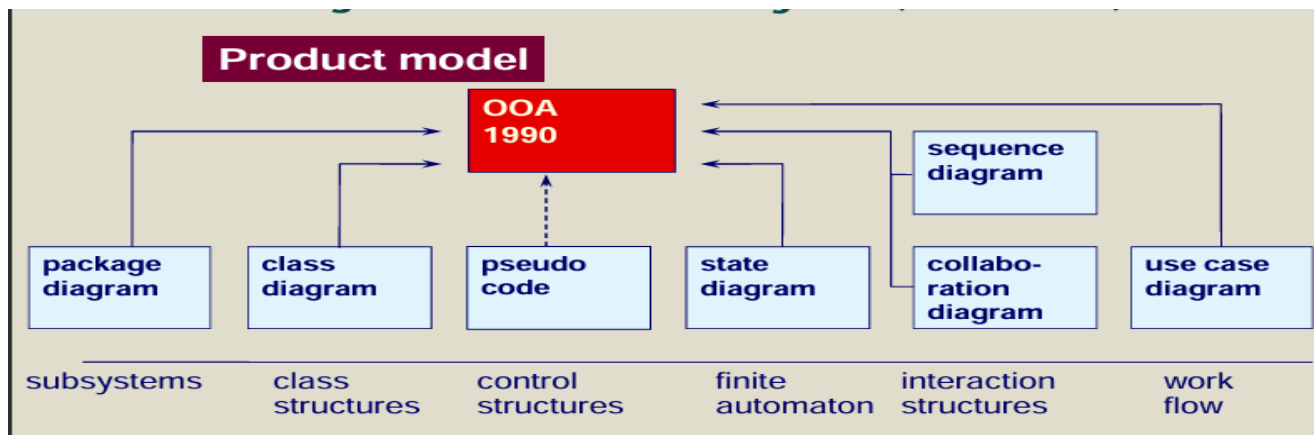 Product model
OOA
1990
sequence
diagram
package
diagram
class
diagram
pseudo
code
state
diagram
collabo-
ration
diagram
use case
diagram
subsystems
class
structures
control
structures
finite
automaton
interaction
structures
work
flow